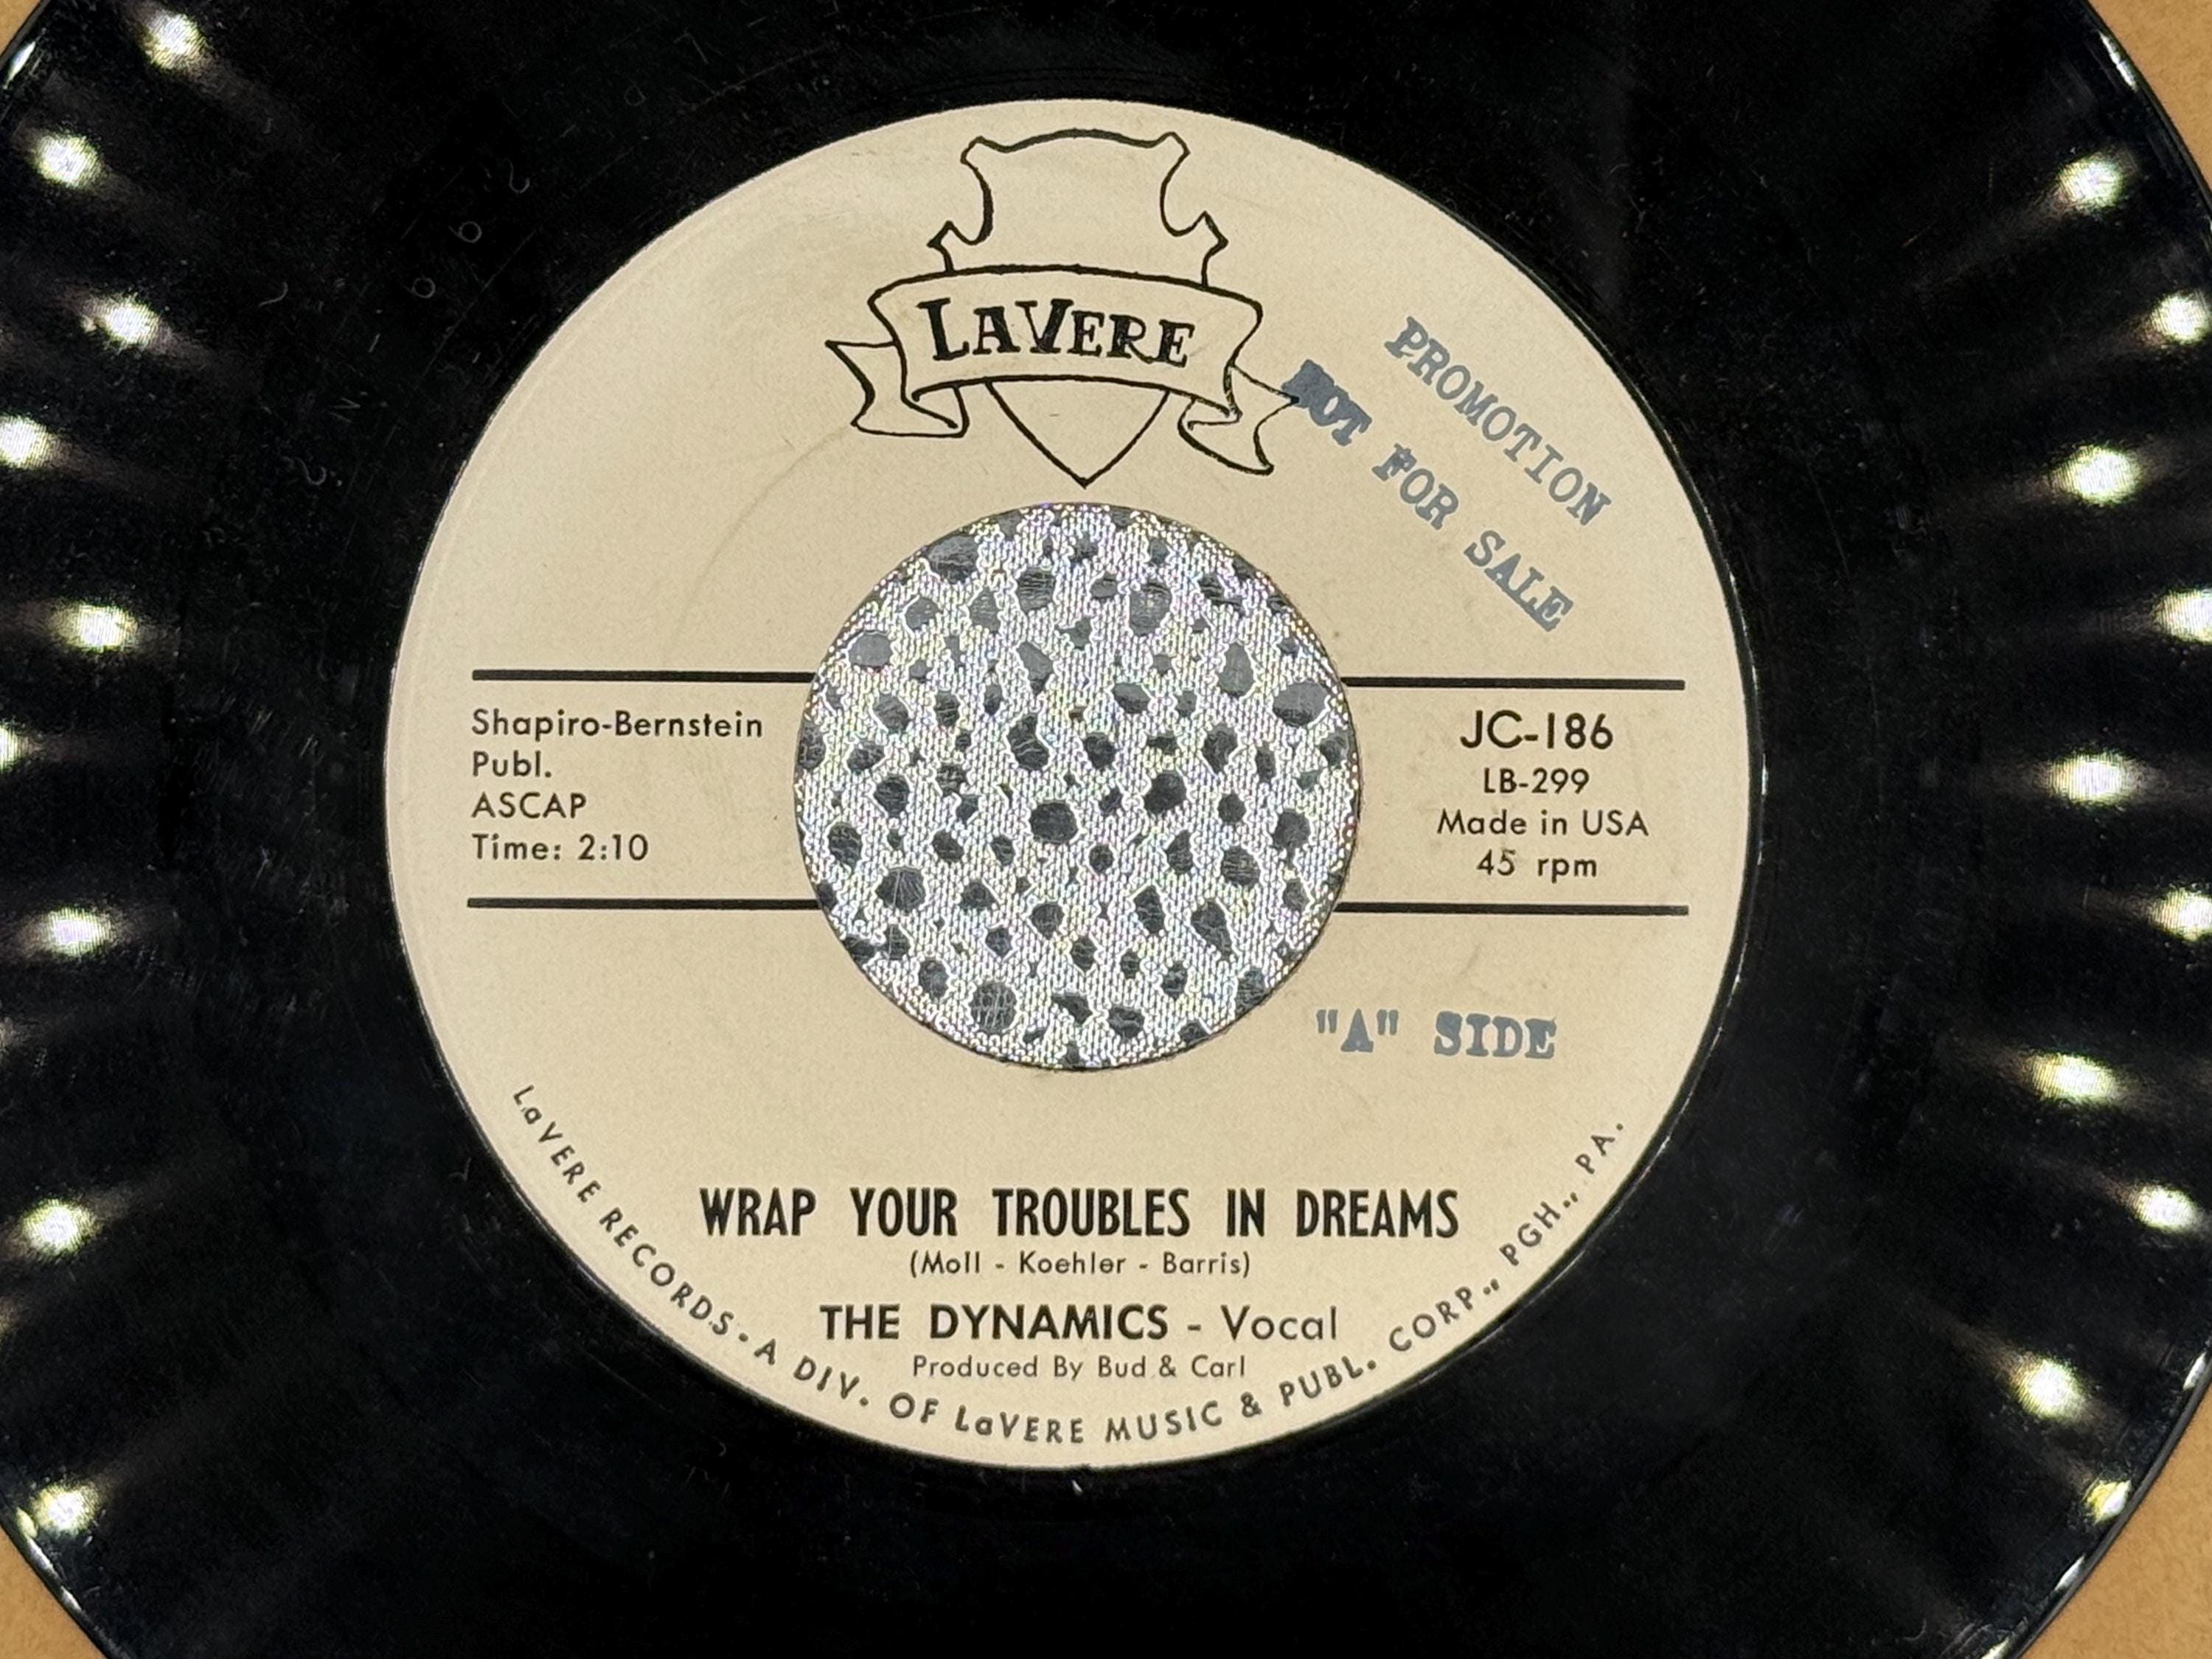 LAVERE
PROMOTION
NOT FOR SALE
Shapiro-Bernstein
Publ.
ASCAP
Time: 2:10
JC-186
LB-299
Made in USA
45 rpm
"A" SIDE
WRAP YOUR TROUBLES IN DREAMS
(Moll - Koehler - Barris)
THE DYNAMICS - Vocal
Produced By Bud & Carl
LaVERE RECORDS - A DIV. OF LaVERE MUSIC & PUBL. CORP., PGH., PA.